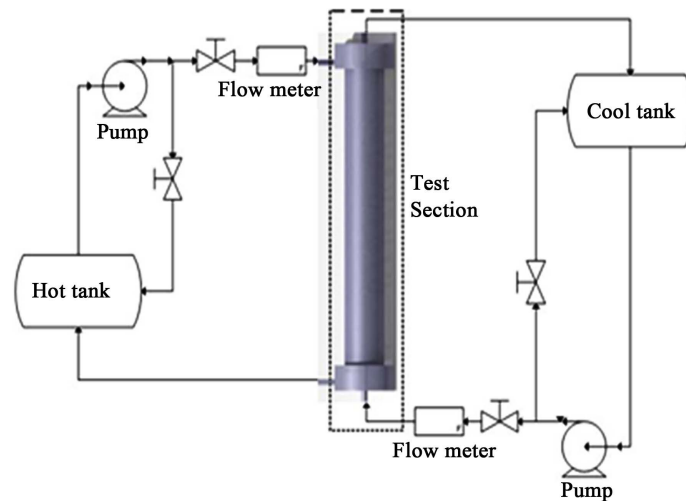 Flow meter
Pump
Cool tank
Test
Section
Hot tank
Flow meter
Pump
F
F